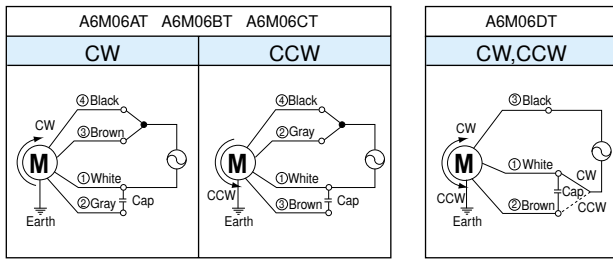 A6M06AT A6M06BT A6M06CT
CW
CCW
④Black
CW
③Brown
M
①White
②Gray
Cap
Earth
④Black
②Gray
M
①White
CCW
③Brown
Cap
Earth
A6M06DT
CW,CCW
③Black
CW
M
①White
CW
Cap
CCW
②Brown
CCW
Earth